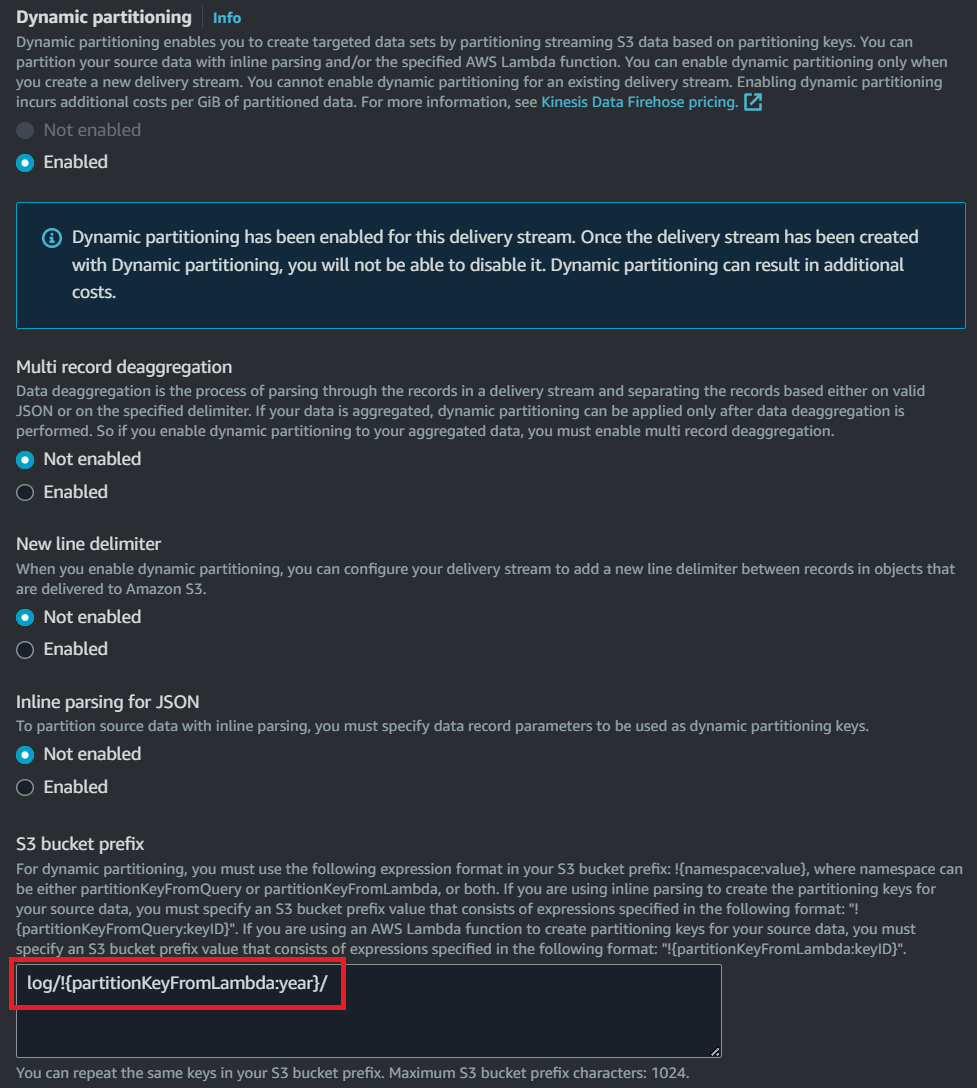 Dynamic partitioning Info
Dynamic partitioning enables you to create targeted data sets by partitioning streaming S3 data based on partitioning keys. You can
partition your source data with inline parsing and/or the specified AWS Lambda function. You can enable dynamic partitioning only when
you create a new delivery stream. You cannot enable dynamic partitioning for an existing delivery stream. Enabling dynamic partitioning
incurs additional costs per GiB of partitioned data. For more information, see Kinesis Data Firehose pricing.
Not enabled
Enabled
Dynamic partitioning has been enabled for this delivery stream. Once the delivery stream has been created
with Dynamic partitioning, you will not be able to disable it. Dynamic partitioning can result in additional
costs.
Multi record deaggregation
Data deaggregation is the process of parsing through the records in a delivery stream and separating the records based either on valid
JSON or on the specified delimiter. If your data is aggregated, dynamic partitioning can be applied only after data deaggregation is
performed. So if you enable dynamic partitioning to your aggregated data, you must enable multi record deaggregation.
Not enabled
Enabled
New line delimiter
When you enable dynamic partitioning, you can configure your delivery stream to add a new line delimiter between records in objects that
are delivered to Amazon S3.
Not enabled
Enabled
Inline parsing for JSON
To partition source data with inline parsing, you must specify data record parameters to be used as dynamic partitioning keys.
Not enabled
Enabled
S3 bucket prefix
For dynamic partitioning, you must use the following expression format in your S3 bucket prefix: !{namespace:value}, where namespace can
be either partitionKeyFromQuery or partitionKeyFromLambda, or both. If you are using inline parsing to create the partitioning keys for
your source data, you must specify an S3 bucket prefix value that consists of expressions specified in the following format: "!
{partitionKeyFromQuery:keyID}". If you are using an AWS Lambda function to create partitioning keys for your source data, you must
specify an S3 bucket prefix value that consists of expressions specified in the following format: "!{partitionKeyFromLambda:keyID}".
log/!{partitionKeyFromLambda:year}/
You can repeat the same keys in your S3 bucket prefix. Maximum S3 bucket prefix characters: 1024.